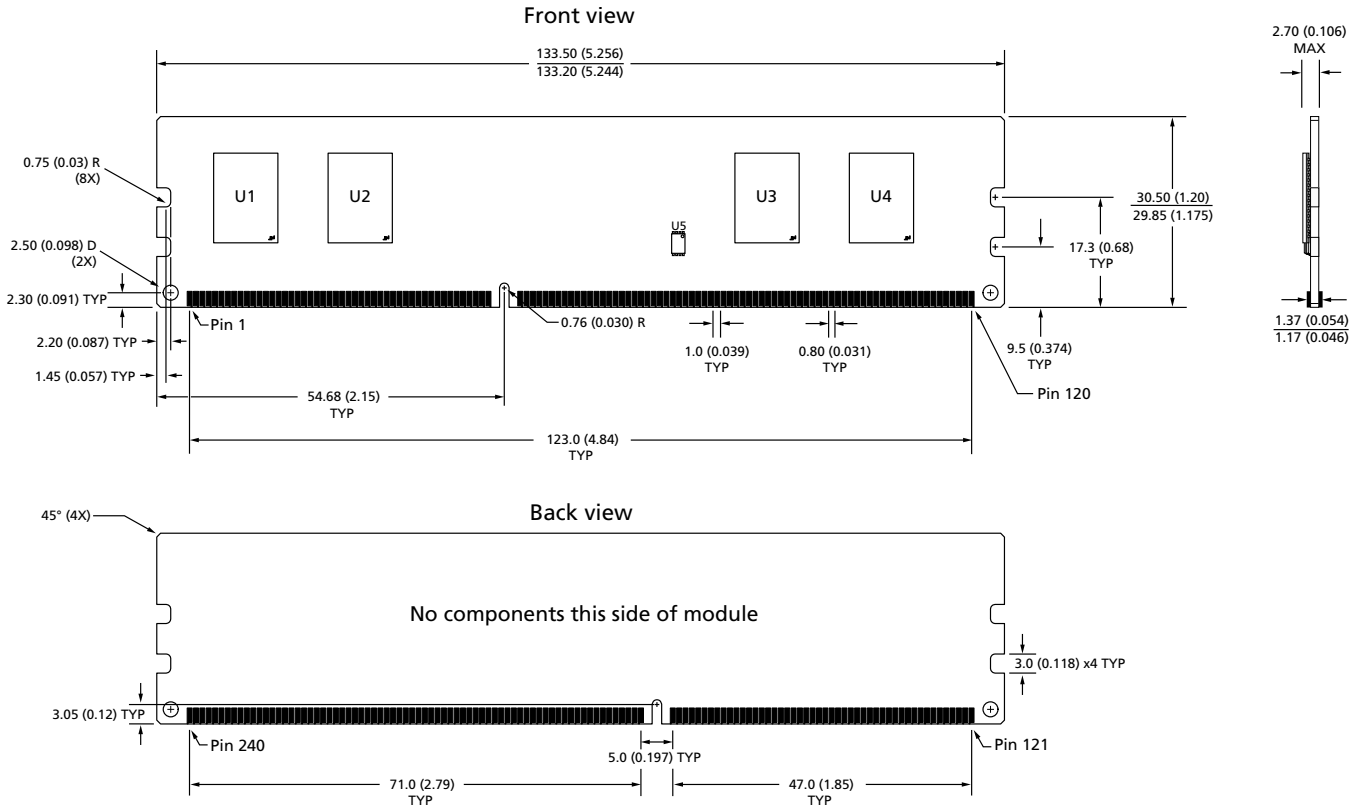 Front view
133.50 (5.256)
133.20 (5.244)
2.70 (0.106)
MAX
0.75 (0.03) R
(8X)
U1
U2
U3
U4
U5
30.50 (1.20)
29.85 (1.175)
2.50 (0.098) D
(2X)
17.3 (0.68)
TYP
2.30 (0.091) TYP
Pin 1
0.76 (0.030) R
2.20 (0.087) TYP
1.0 (0.039)
TYP
0.80 (0.031)
TYP
9.5 (0.374)
TYP
1.37 (0.054)
1.17 (0.046)
1.45 (0.057) TYP
54.68 (2.15)
TYP
Pin 120
123.0 (4.84)
TYP
Back view
45° (4X)
No components this side of module
3.0 (0.118) x4 TYP
3.05 (0.12) TYP
Pin 240
5.0 (0.197) TYP
Pin 121
71.0 (2.79)
TYP
47.0 (1.85)
TYP